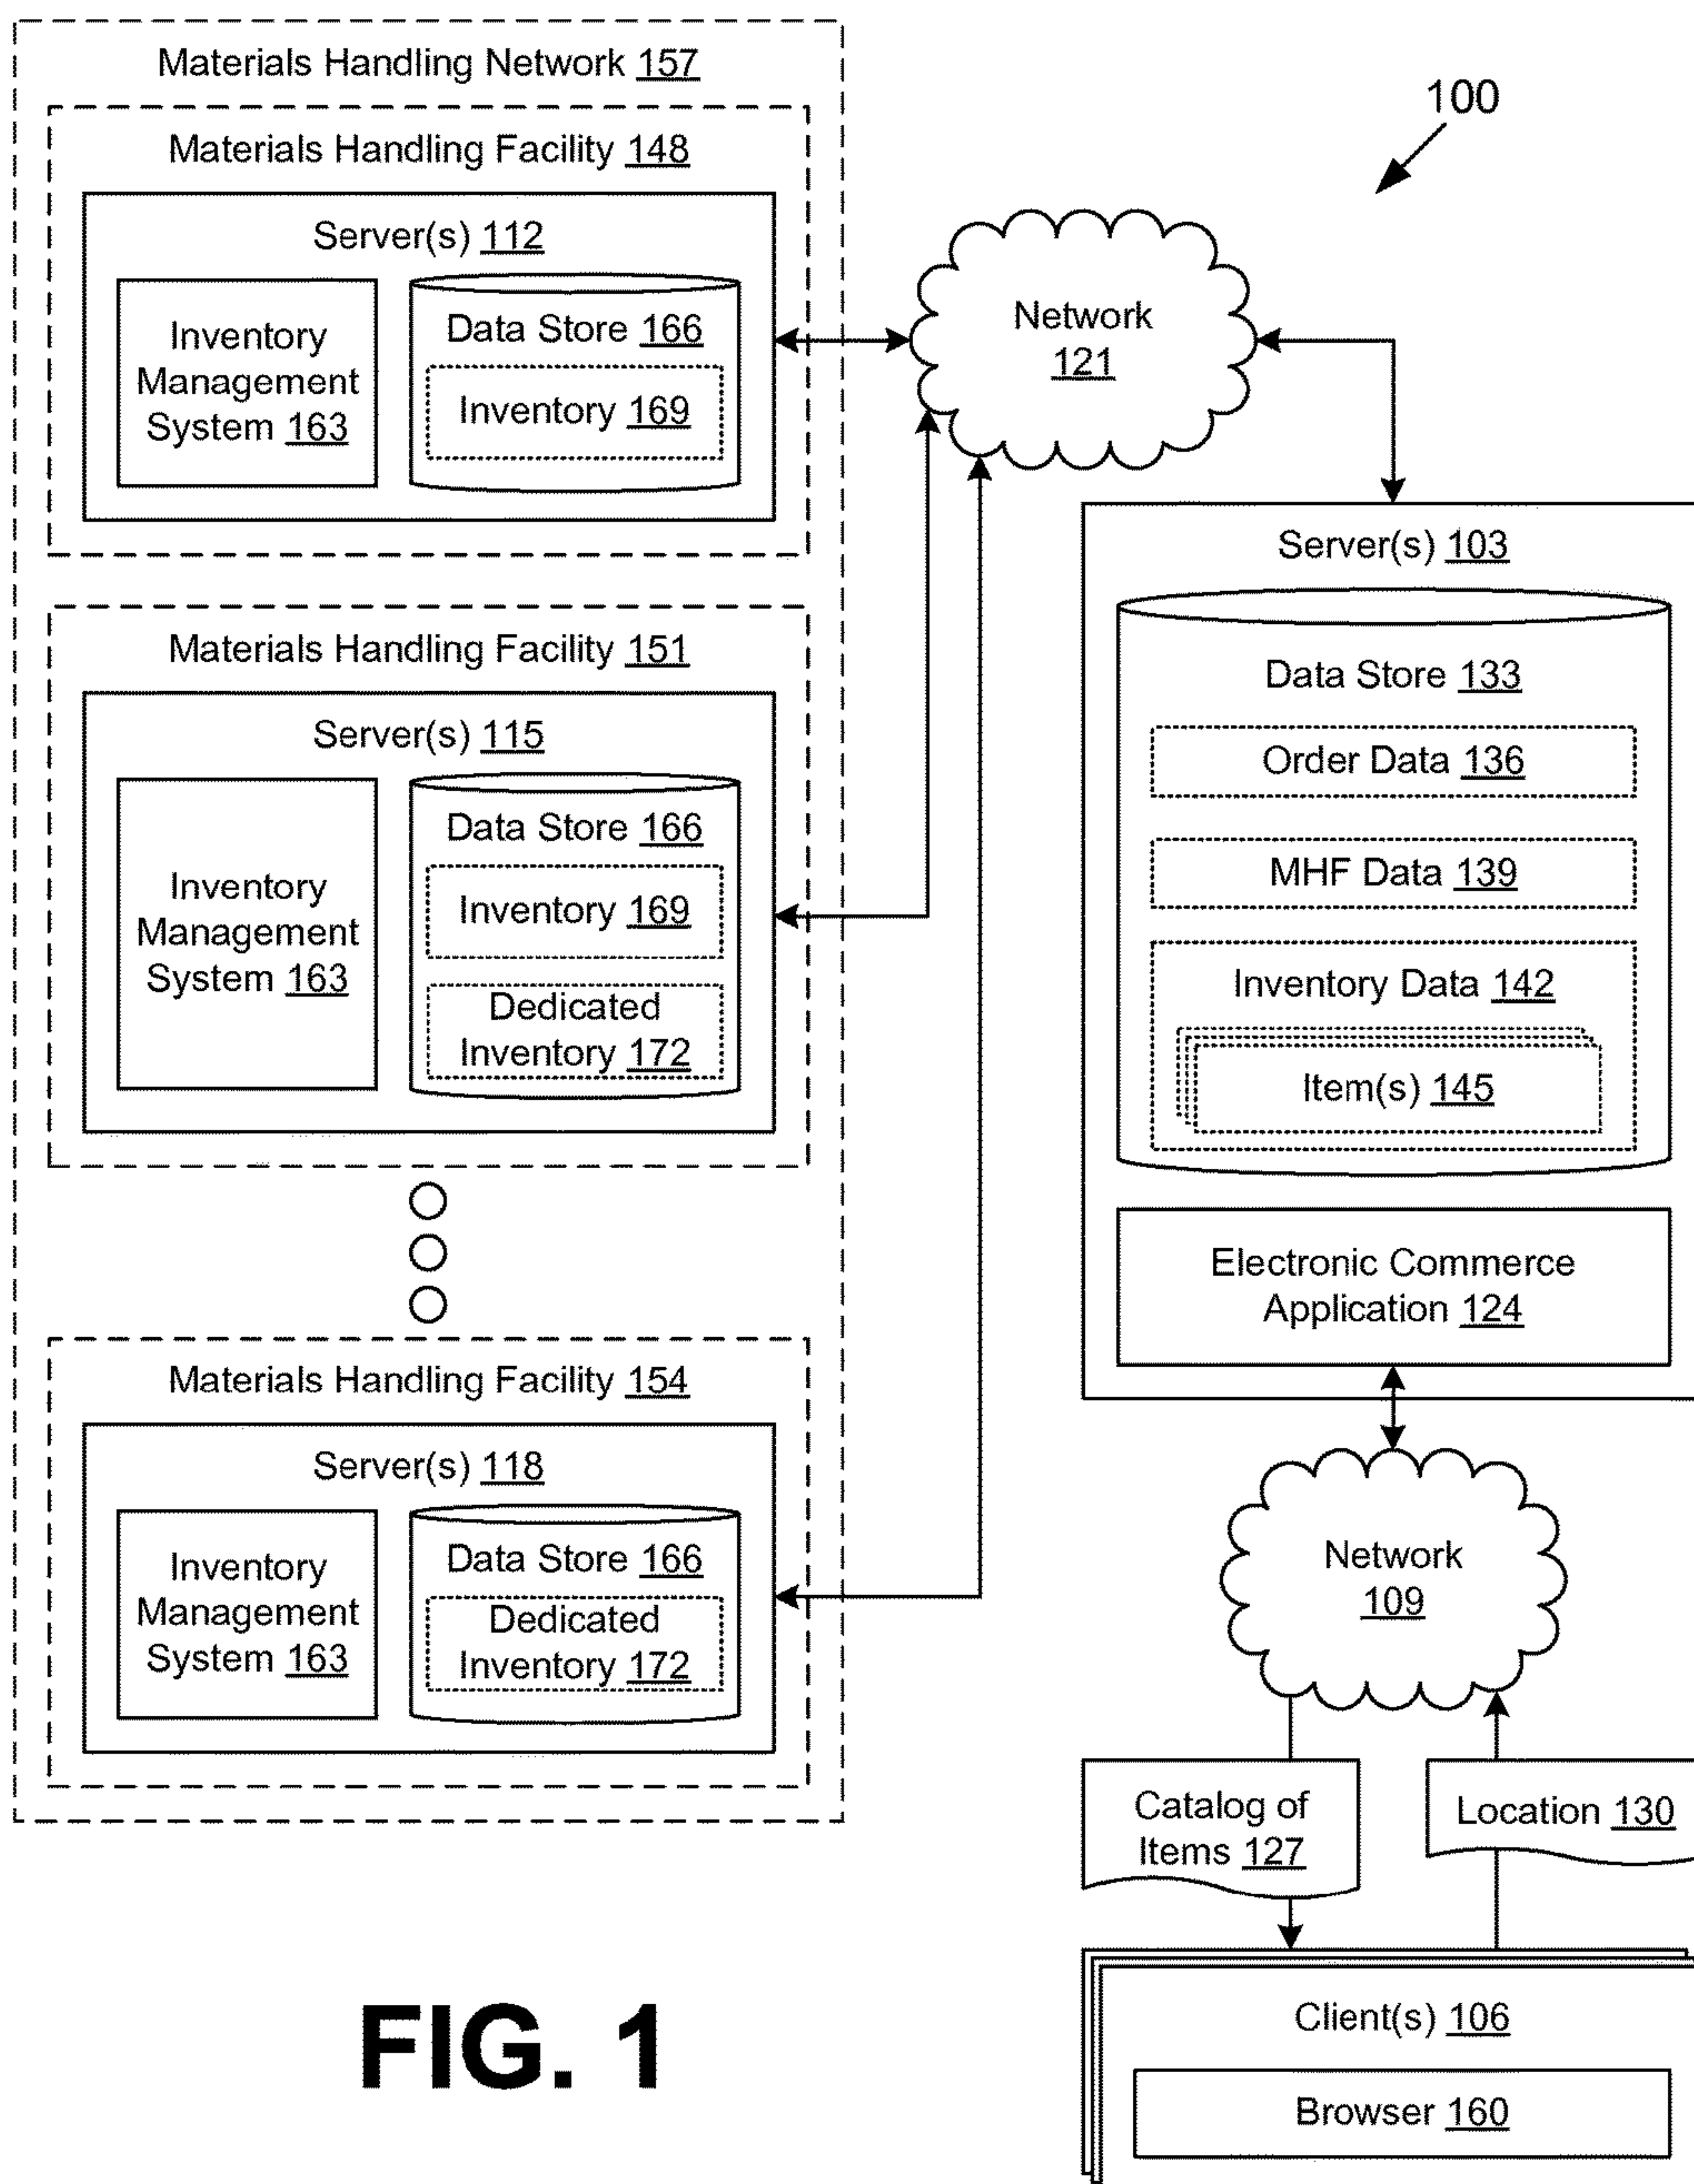 Materials Handling Network 157
Materials Handling Facility 148
Server(s) 112
Inventory
Management
System 163
Data Store 166
Inventory 169
Materials Handling Facility 151
Server(s) 115
Inventory
Management
System 163
Data Store 166
Inventory 169
Dedicated
Inventory 172
Materials Handling Facility 154
Server(s) 118
Inventory
Management
System 163
Data Store 166
Dedicated
Inventory 172
100
Network
121
Server(s) 103
Data Store 133
Order Data 136
MHF Data 139
Inventory Data 142
Item(s) 145
Electronic Commerce
Application 124
Network
109
Catalog of
Items 127
Location 130
Client(s) 106
Browser 160
FIG. 1